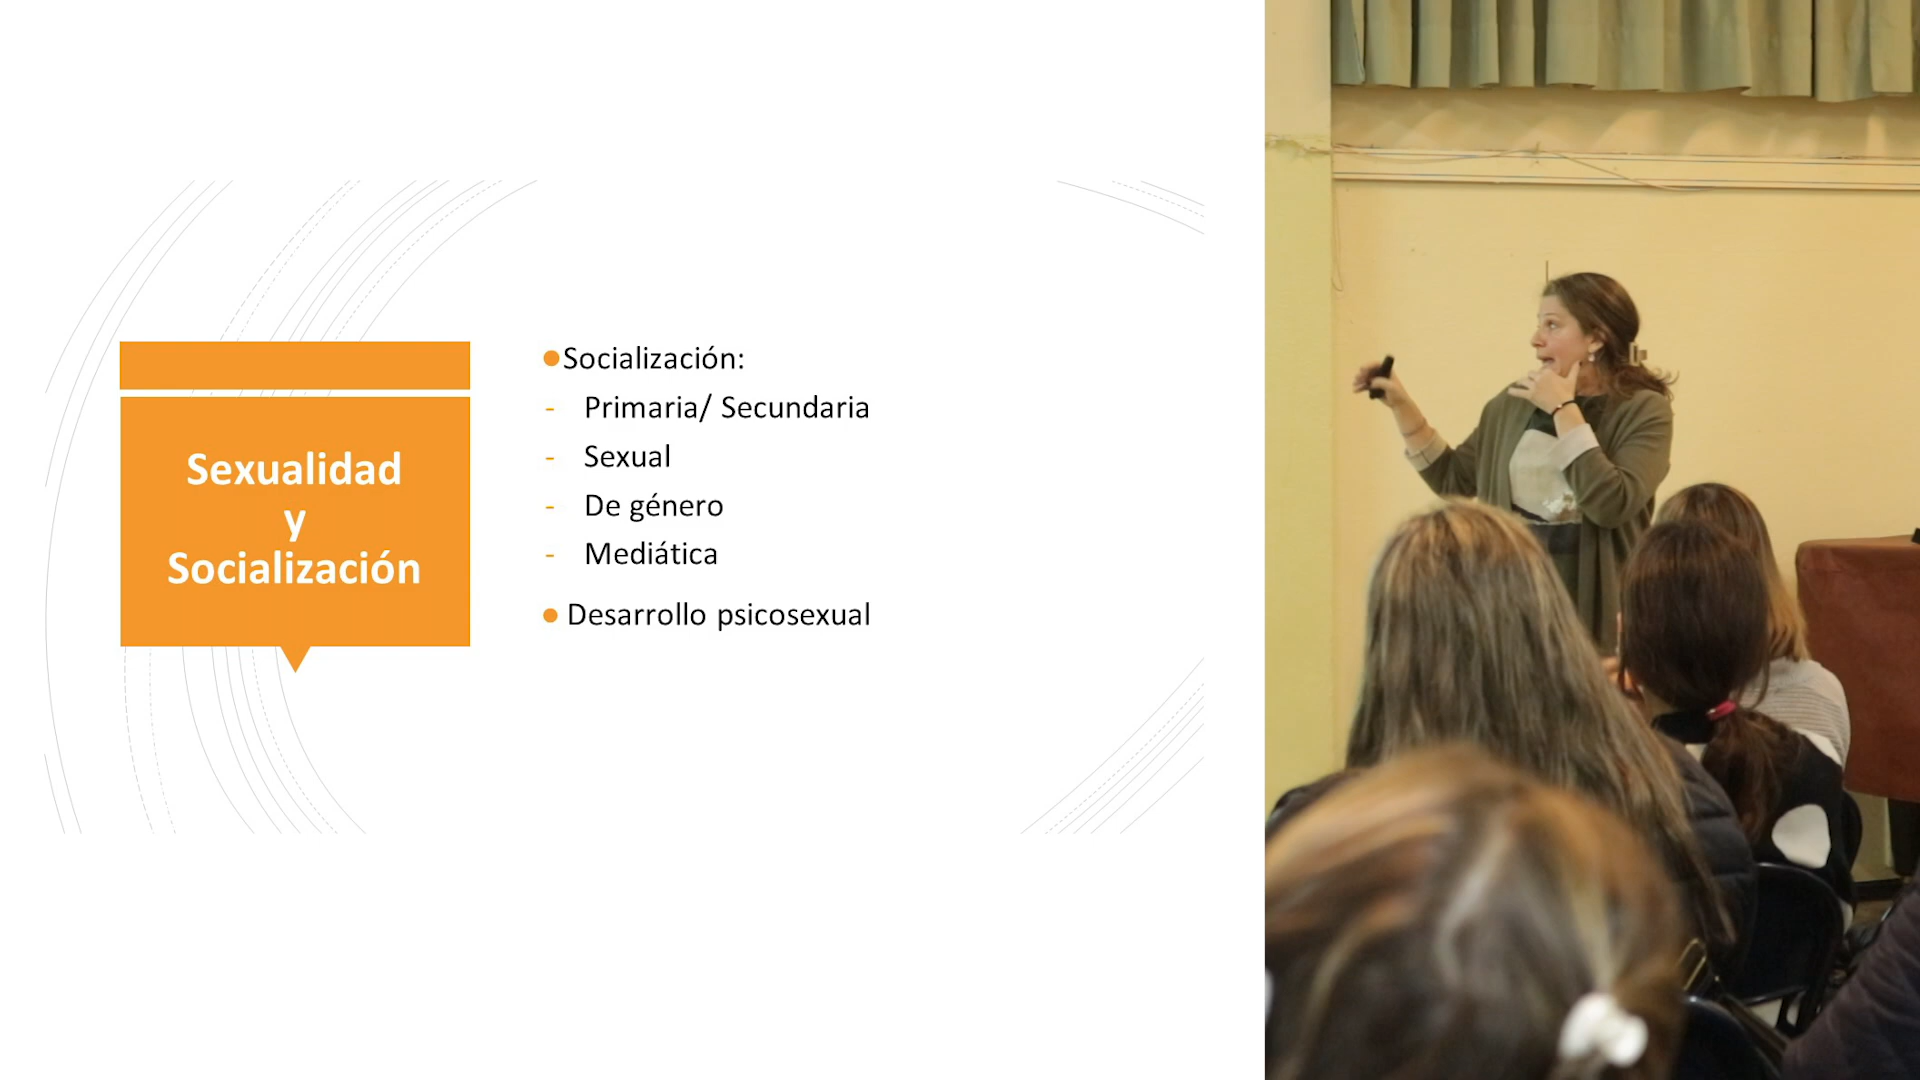 Sexualidad
y
Socialización
●Socialización:
- Primaria/ Secundaria
- Sexual
- De género
- Mediática
● Desarrollo psicosexual